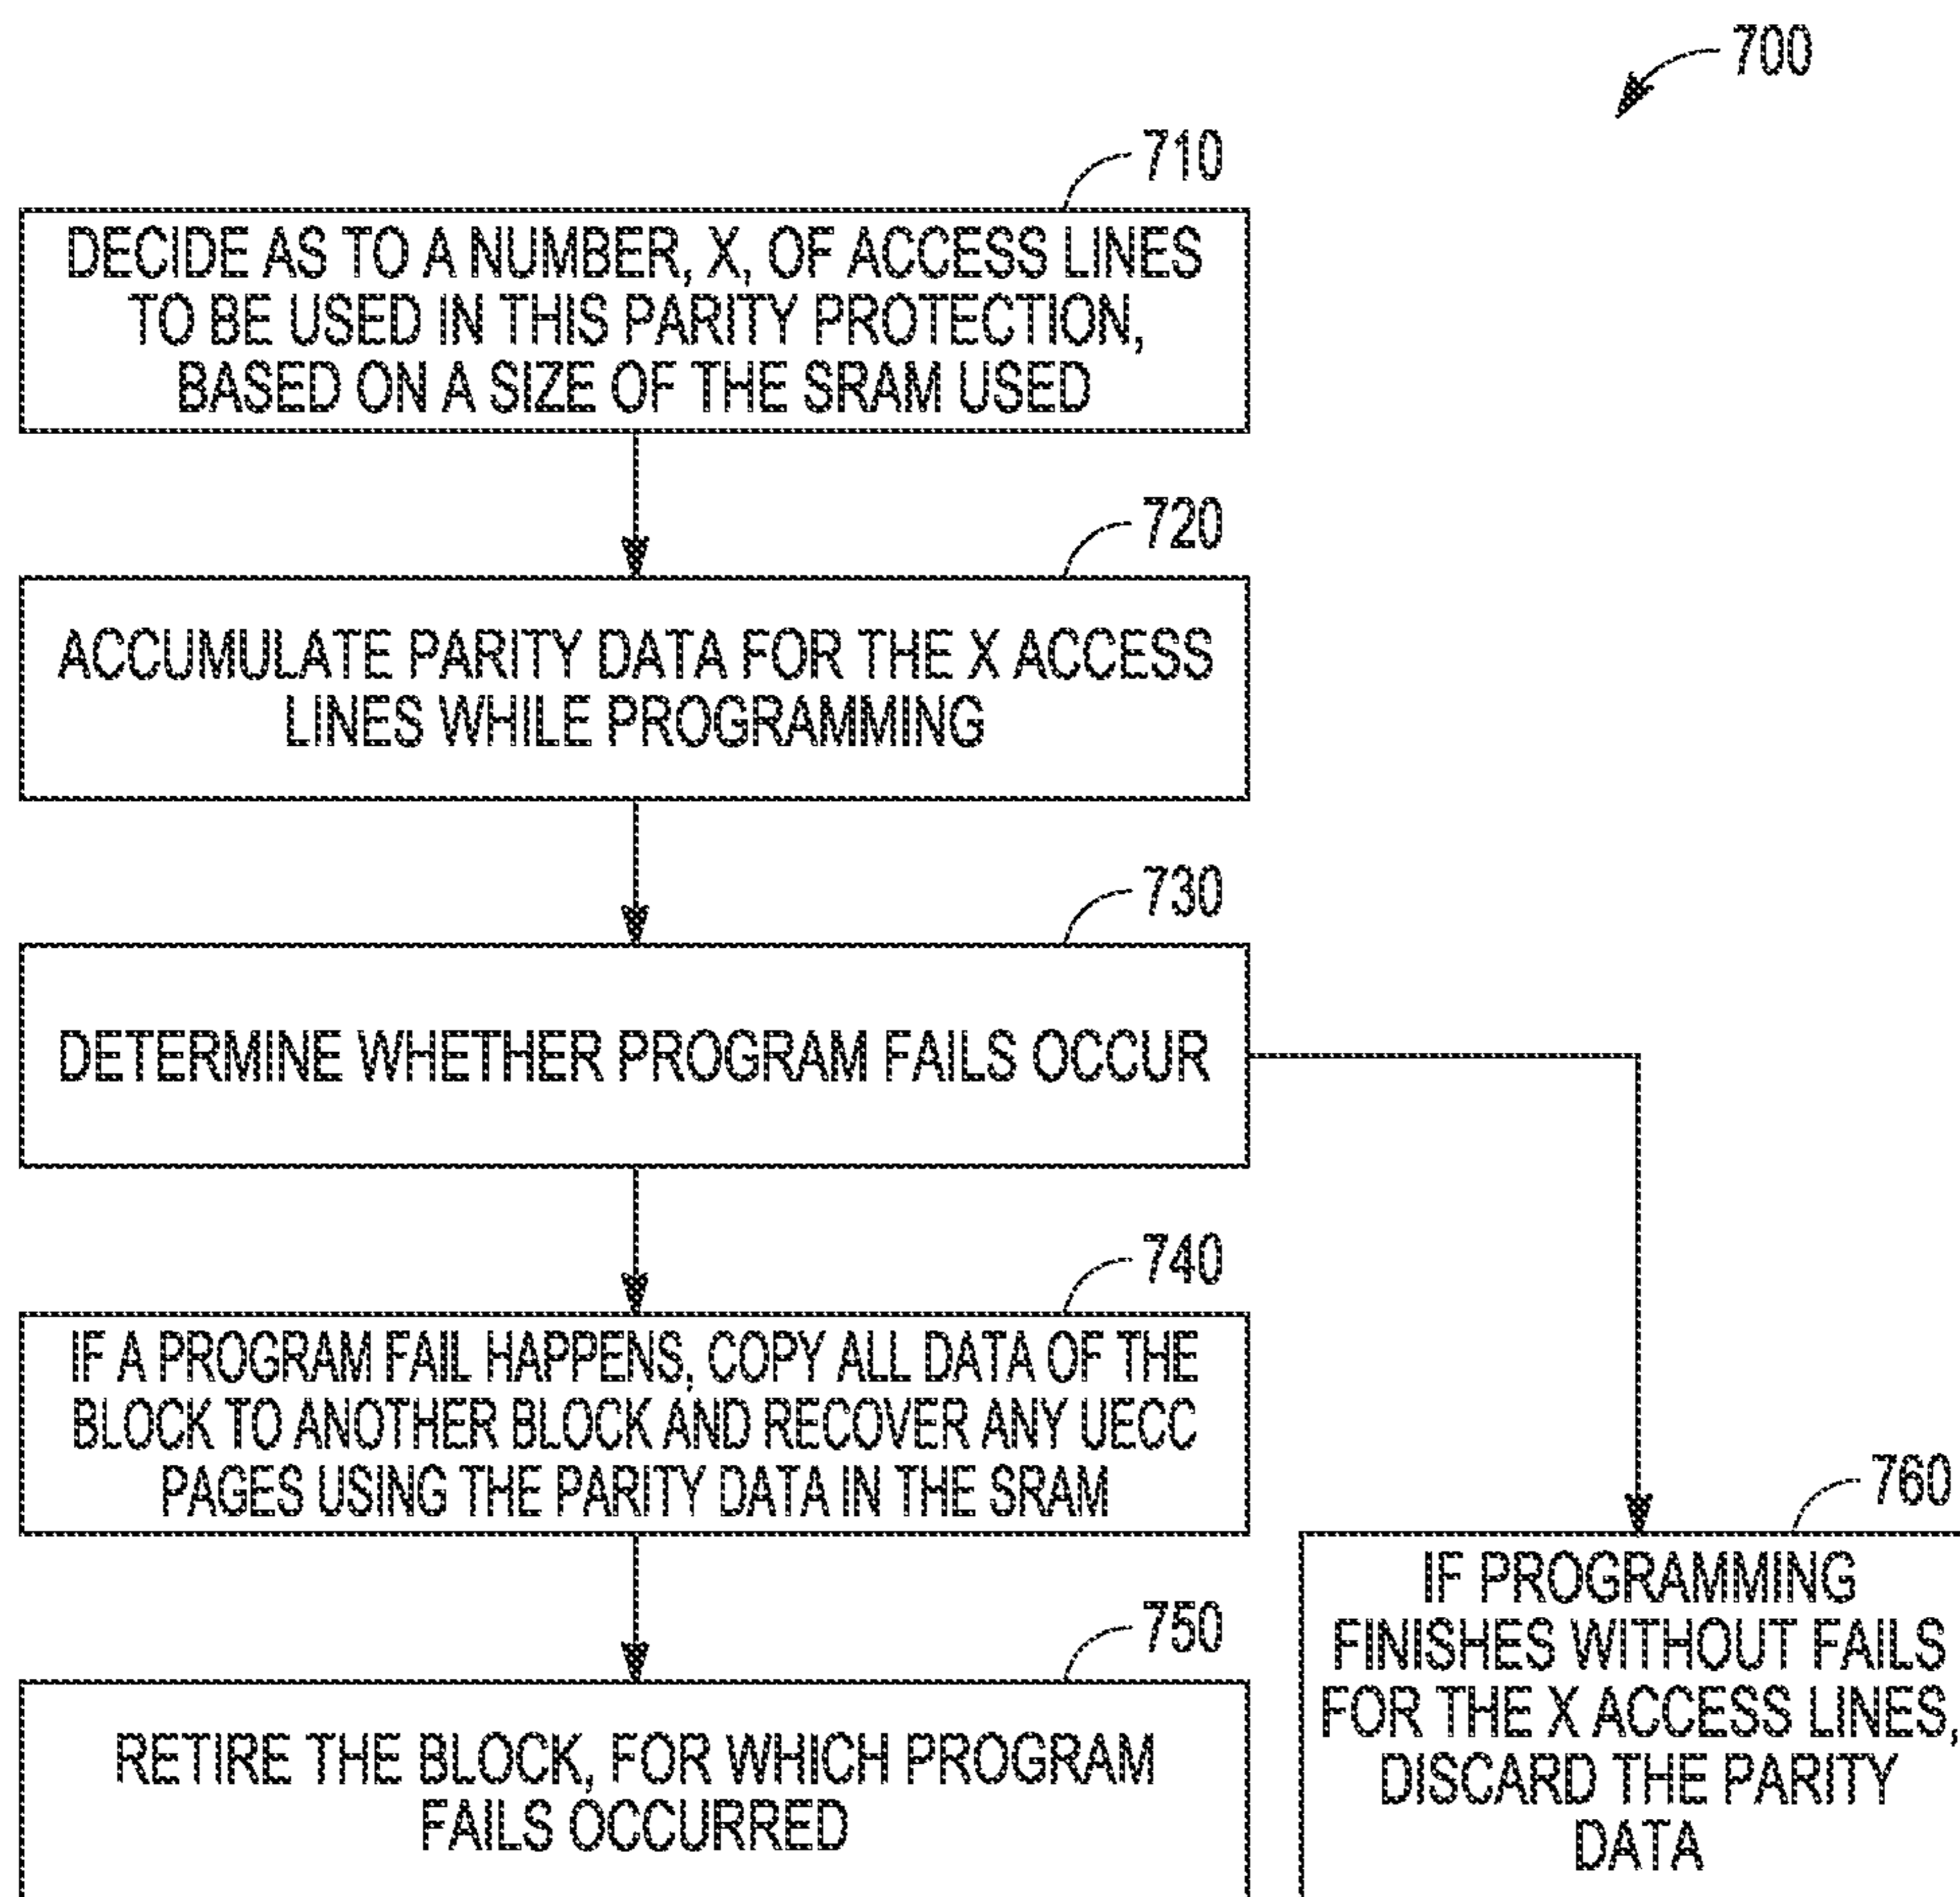 700
710
DECIDE AS TO A NUMBER, X, OF ACCESS LINES
TO BE USED IN THIS PARITY PROTECTION,
BASED ON A SIZE OF THE SRAM USED
720
ACCUMULATE PARITY DATA FOR THE X ACCESS
LINES WHILE PROGRAMMING
730
DETERMINE WHETHER PROGRAM FAILS OCCUR
740
IF A PROGRAM FAIL HAPPENS, COPY ALL DATA OF THE
BLOCK TO ANOTHER BLOCK AND RECOVER ANY UECC
PAGES USING THE PARITY DATA IN THE SRAM
750
RETIRE THE BLOCK, FOR WHICH PROGRAM
FAILS OCCURRED
760
IF PROGRAMMING
FINISHES WITHOUT FAILS
FOR THE X ACCESS LINES,
DISCARD THE PARITY
DATA